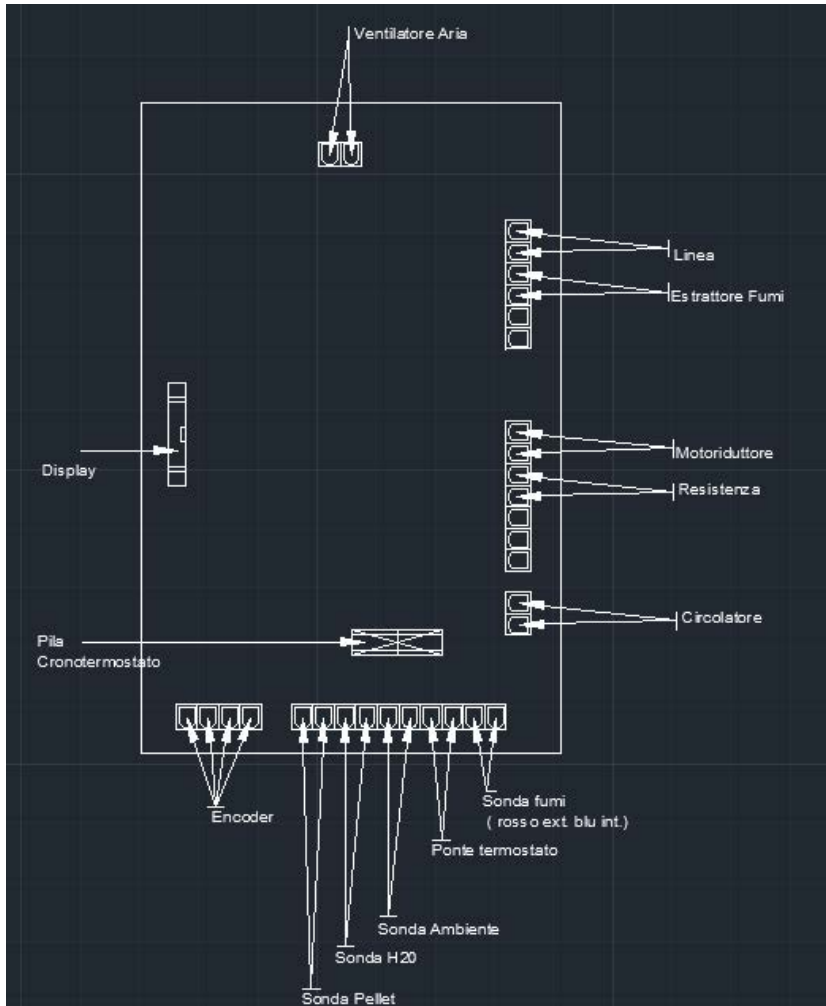 Ventilatore Aria
Linea
Estrattore Fumi
Motoriduttore
Display
Resistenza
Circolatore
Pila
Cronotermostato
Sonda fumi
( rosso ext. blu int.)
Encoder
Ponte termostato
Sonda Ambiente
Sonda H20
Sonda Pellet